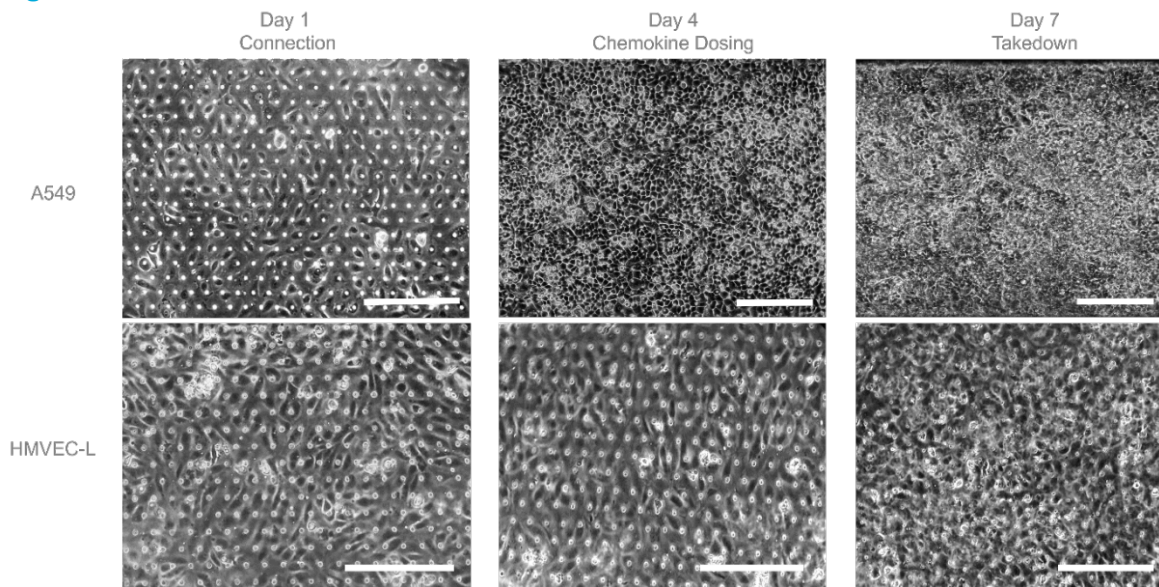 Day 1
Connection
Day 4
Chemokine Dosing
Day 7
Takedown
A549
HMVEC-L